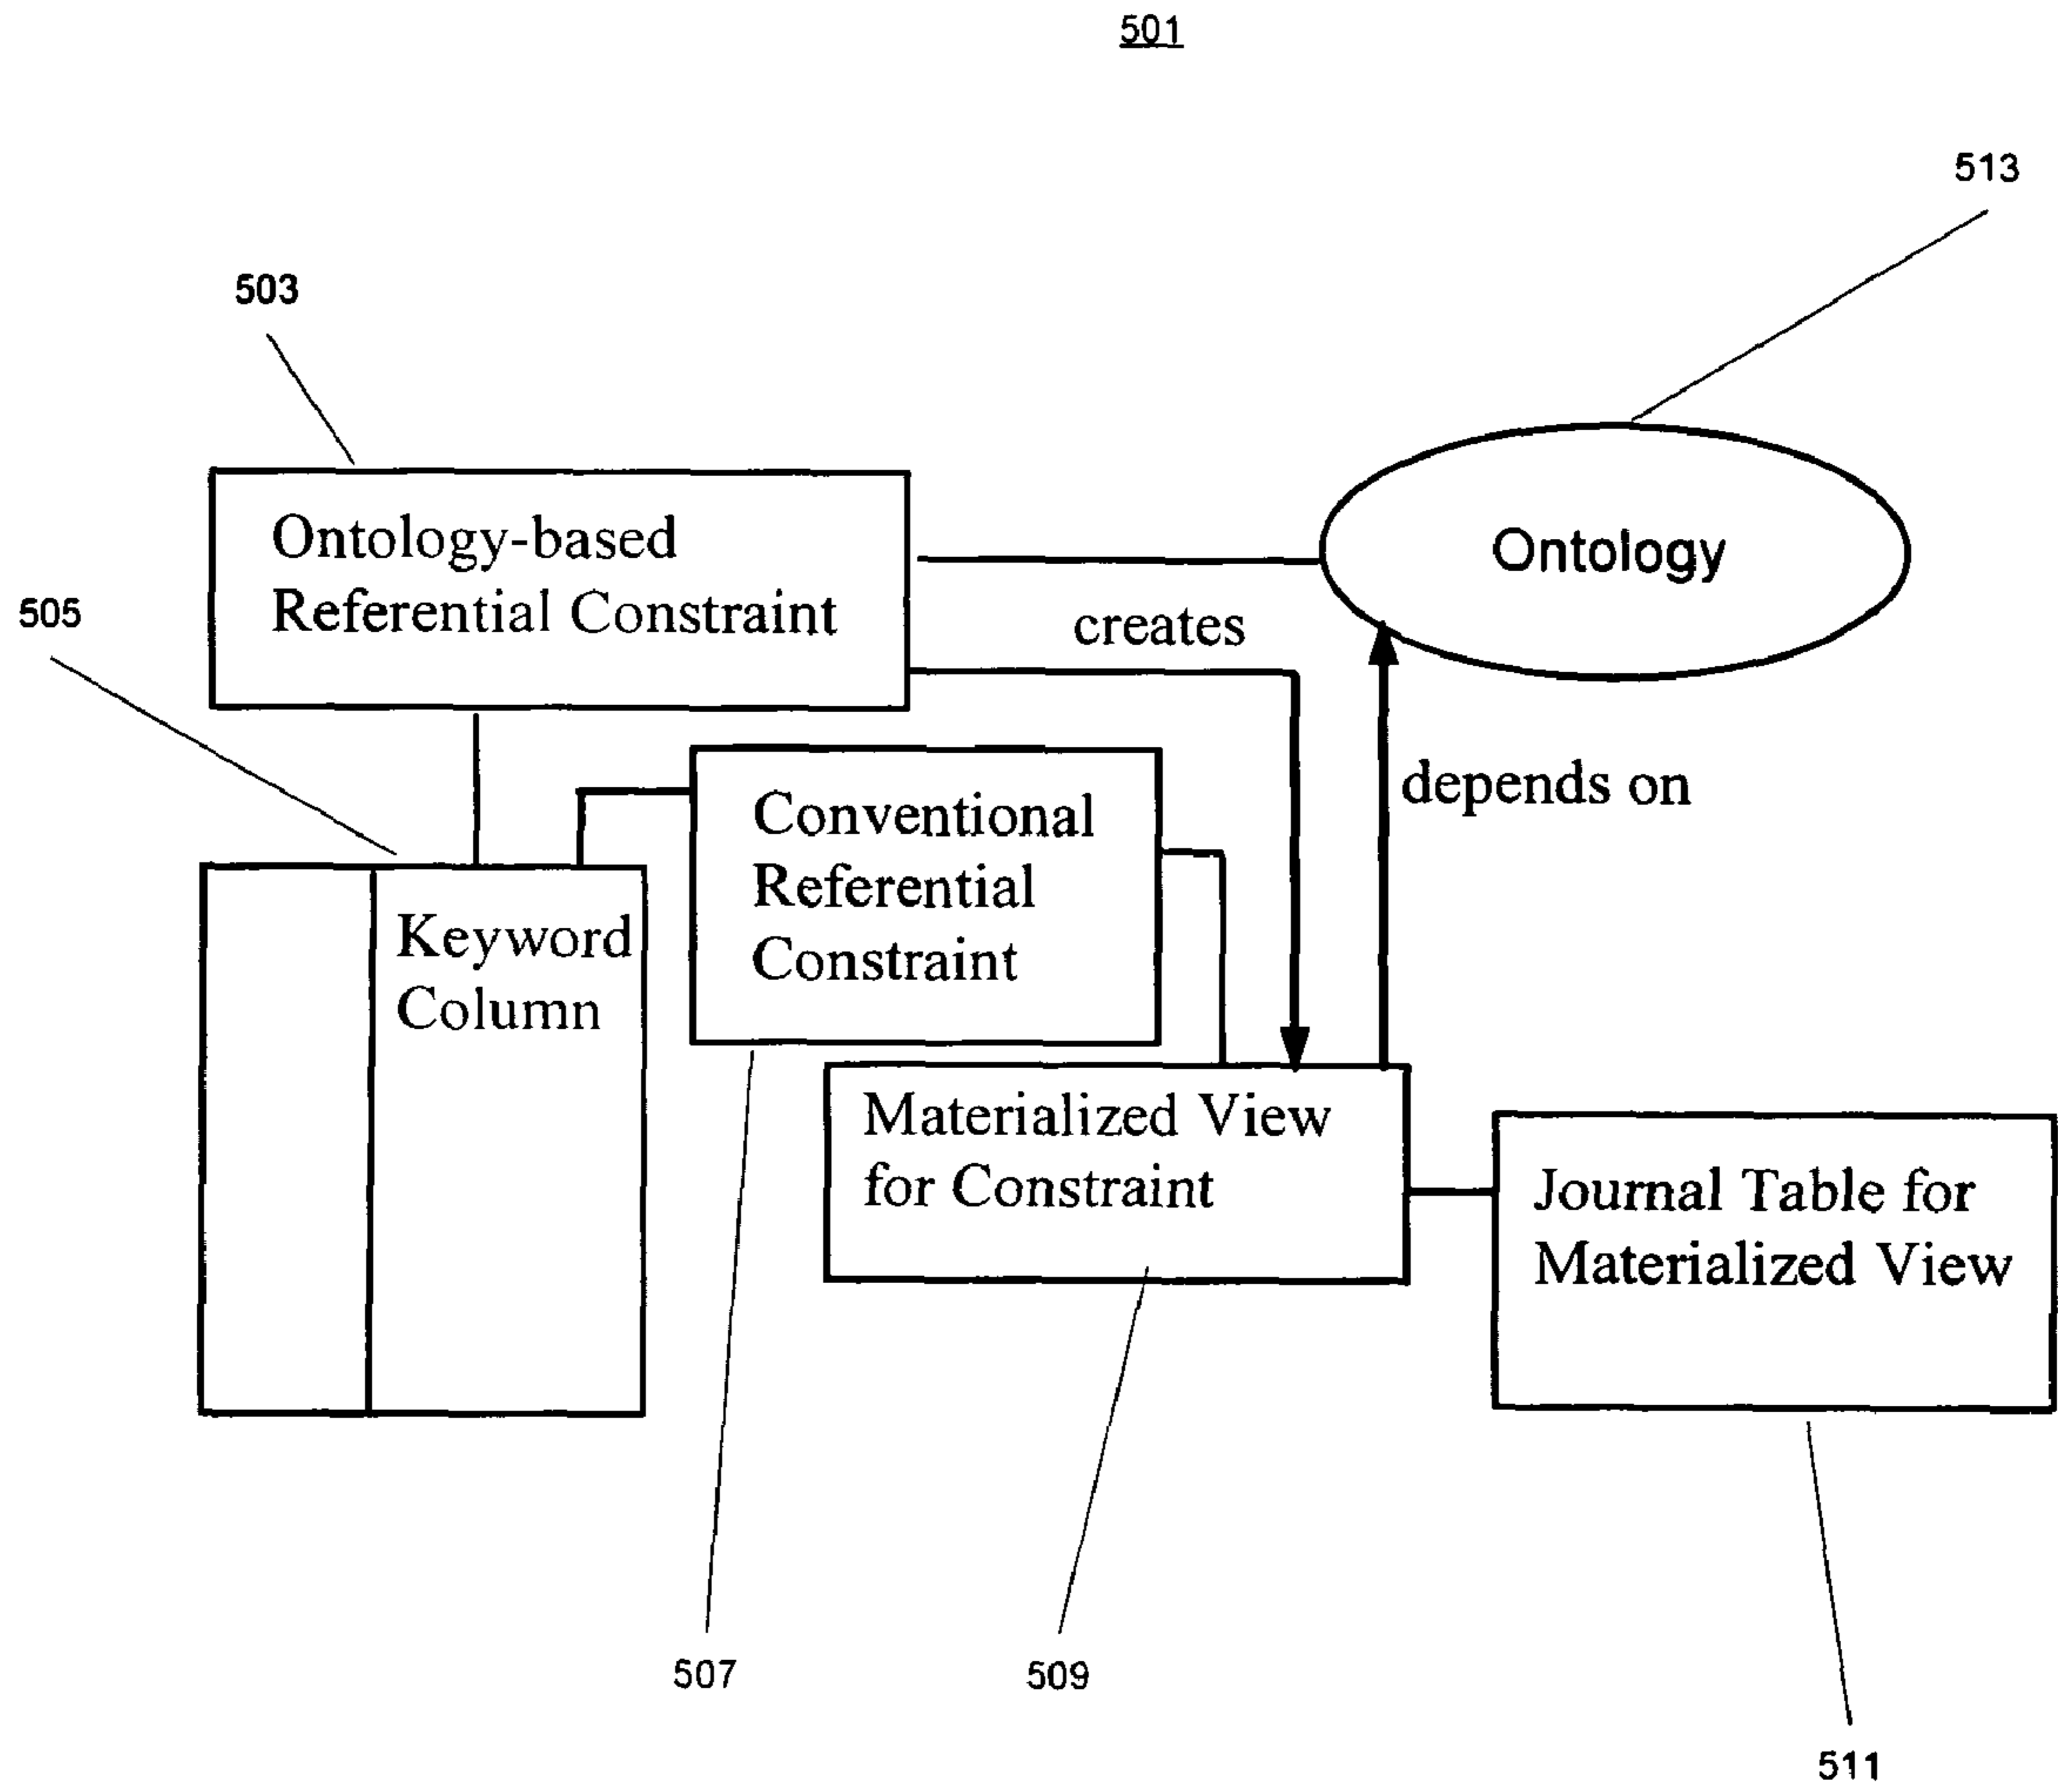 501
513
503
Ontology-based
Referential Constraint
Ontology
505
creates
depends on
Conventional
Referential
Constraint
Keyword
Column
Materialized View
for Constraint
Journal Table for
Materialized View
507
509
511